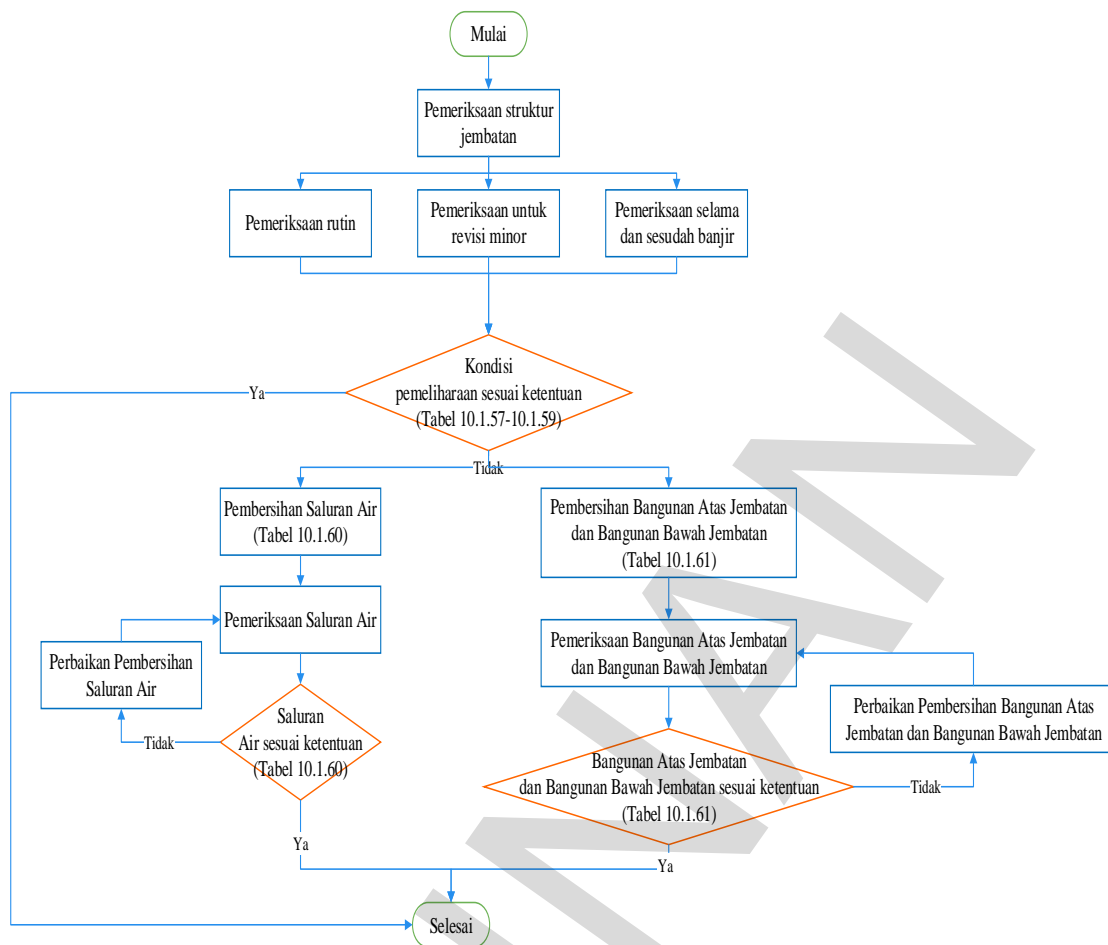 Mulai
Pemeriksaan struktur
jembatan
Pemeriksaan rutin
Pemeriksaan untuk
revisi minor
Pemeriksaan selama
dan sesudah banjir
Kondisi
pemeliharaan sesuai ketentuan
(Tabel 10.1.57-10.1.59)
Ya
Tidak
Pembersihan Saluran Air
(Tabel 10.1.60)
Pembersihan Bangunan Atas Jembatan
dan Bangunan Bawah Jembatan
(Tabel 10.1.61)
Pemeriksaan Saluran Air
Pemeriksaan Bangunan Atas Jembatan
dan Bangunan Bawah Jembatan
Perbaikan Pembersihan
Saluran Air
Perbaikan Pembersihan Bangunan Atas
Jembatan dan Bangunan Bawah Jembatan
Saluran
Air sesuai ketentuan
(Tabel 10.1.60)
Tidak
Bangunan Atas Jembatan
dan Bangunan Bawah Jembatan sesuai ketentuan
(Tabel 10.1.61)
Tidak
Ya
Ya
Selesai